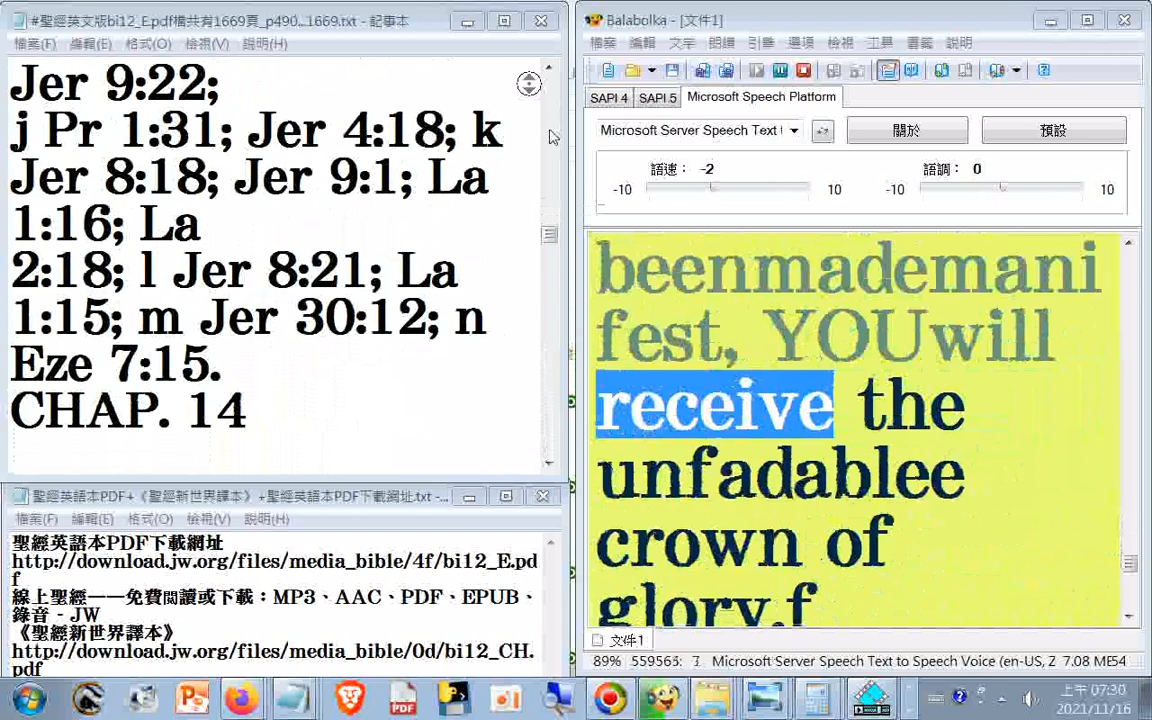 #聖經英文版bi12_E.pdf檔共有1669頁_p490..._1669.txt - 記事本
檔案(F) 編輯(E) 格式(O) 檢視(V) 說明(H)
Jer 9:22;
j Pr 1:31; Jer 4:18; k
Jer 8:18; Jer 9:1; La
1:16; La
2:18; l Jer 8:21; La
1:15; m Jer 30:12; n
Eze 7:15.
CHAP. 14
聖經英語本PDF+《聖經新世界譯本》+聖經英語本PDF下載網址.txt - ...
檔案(F) 編輯(E) 格式(O) 檢視(V) 說明(H)
聖經英語本PDF下載網址
http://download.jw.org/files/media_bible/4f/bi12_E.pd
f
線上聖經——免費閱讀或下載：MP3、AAC、PDF、EPUB、
錄音 - JW
《聖經新世界譯本》
http://download.jw.org/files/media_bible/0d/bi12_CH.
pdf
Balabolka - [文件1]
檔案 編輯 文字 朗讀 引擎 選項 檢視 工具 書籤 說明
SAPI 4 SAPI 5 Microsoft Speech Platform
Microsoft Server Speech Text 關於 預設
語速： -2 語調： 0
-10 10 -10 10
beenmademani
fest, YOUwill
receive the
unfadablee
crown of
glory.f
文件1
89% 559565: 7 Microsoft Server Speech Text to Speech Voice (en-US, Z 7.08 ME54
上午 07:30
2021/11/16